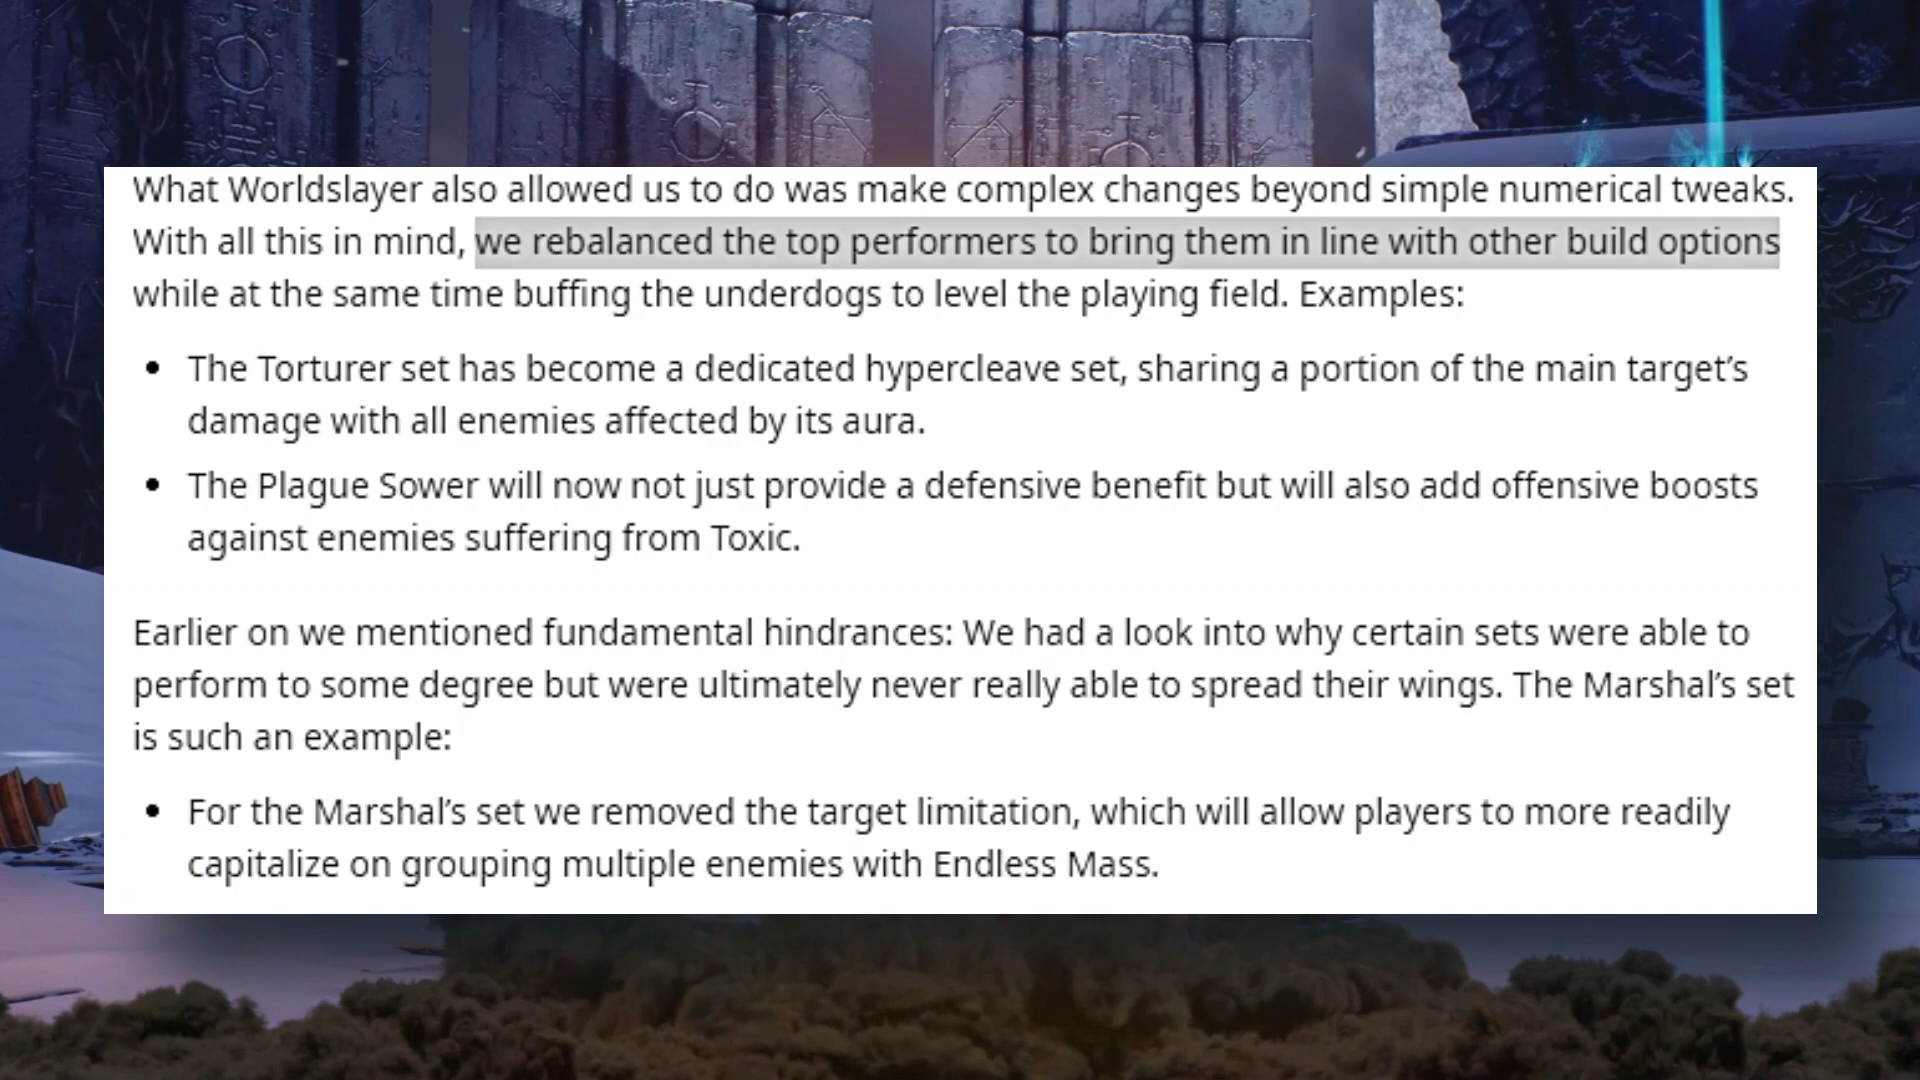 What Worldslayer also allowed us to do was make complex changes beyond simple numerical tweaks.
With all this in mind, we rebalanced the top performers to bring them in line with other build options
while at the same time buffing the underdogs to level the playing field. Examples:
• The Torturer set has become a dedicated hypercleave set, sharing a portion of the main target’s
damage with all enemies affected by its aura.
• The Plague Sower will now not just provide a defensive benefit but will also add offensive boosts
against enemies suffering from Toxic.
Earlier on we mentioned fundamental hindrances: We had a look into why certain sets were able to
perform to some degree but were ultimately never really able to spread their wings. The Marshal’s set
is such an example:
• For the Marshal’s set we removed the target limitation, which will allow players to more readily
capitalize on grouping multiple enemies with Endless Mass.